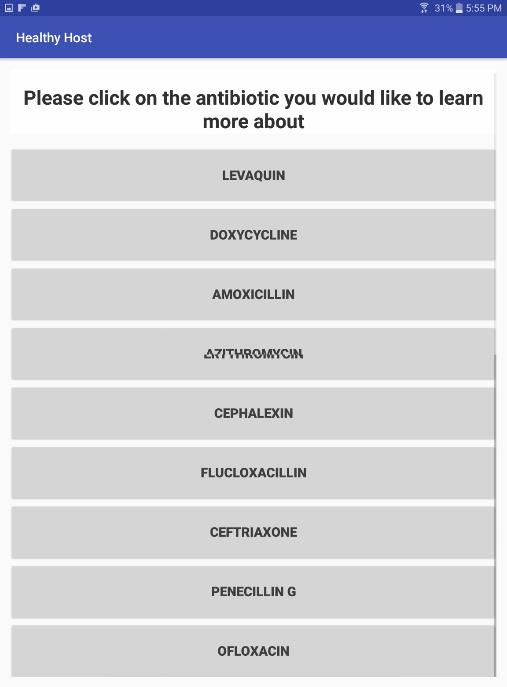 31% 5:55 PM
Healthy Host
Please click on the antibiotic you would like to learn
more about
LEVAQUIN
DOXYCYCLINE
AMOXICILLIN
AZITHROMYCIN
CEPHALEXIN
FLUCLOXACILLIN
CEFTRIAXONE
PENECILLIN G
OFLOXACIN